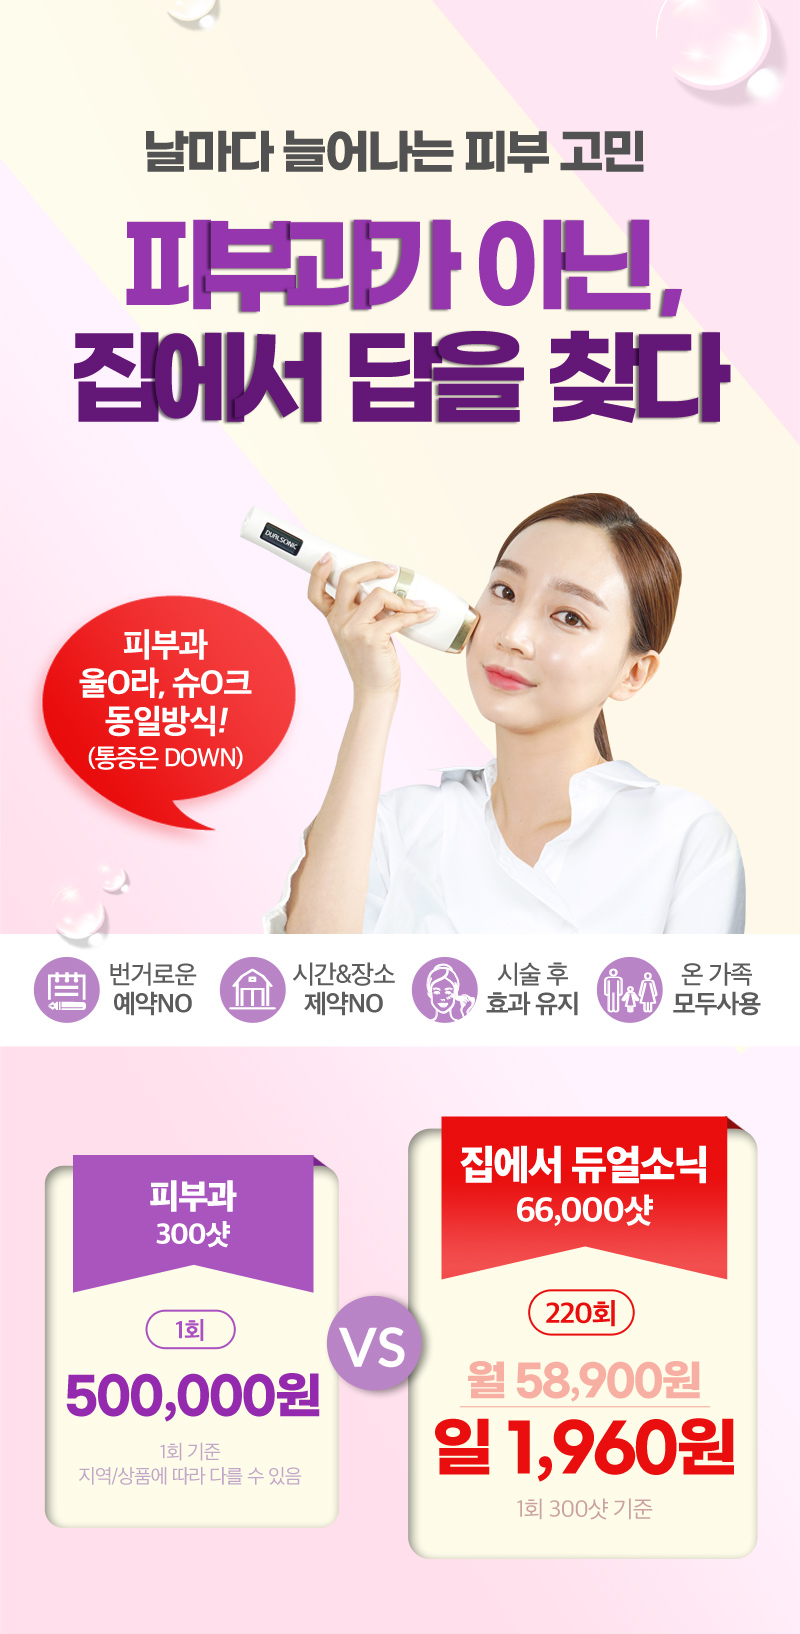 날마다 늘어나는 피부 고민
피부과가 아닌,
집에서 답을 찾다
DUALSONIC
피부과
울O라, 슈O크
동일방식!
(통증은 DOWN)
번거로운
예약NO
시간&장소
제약NO
시술 후
효과 유지
온 가족
모두사용
피부과
300샷
1회
500,000원
1회 기준
지역/상품에 따라 다를 수 있음
VS
집에서 듀얼소닉
66,000샷
220회
월 58,900원
일 1,960원
1회 300샷 기준